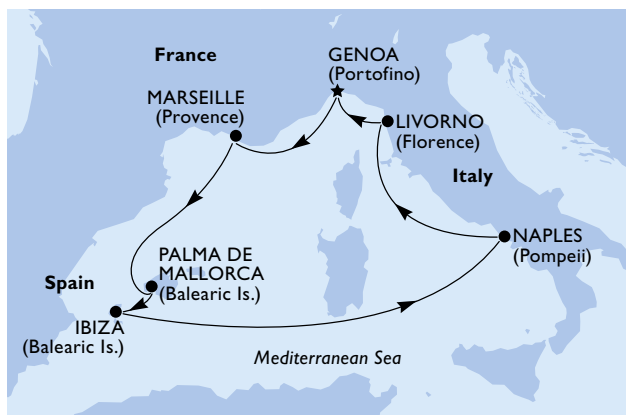 France
GENOA
(Portofino)
MARSEILLE
(Provence)
LIVORNO
(Florence)
Italy
NAPLES
(Pompeii)
PALMA DE
MALLORCA
(Balearic Is.)
Spain
IBIZA
(Balearic Is.)
Mediterranean Sea